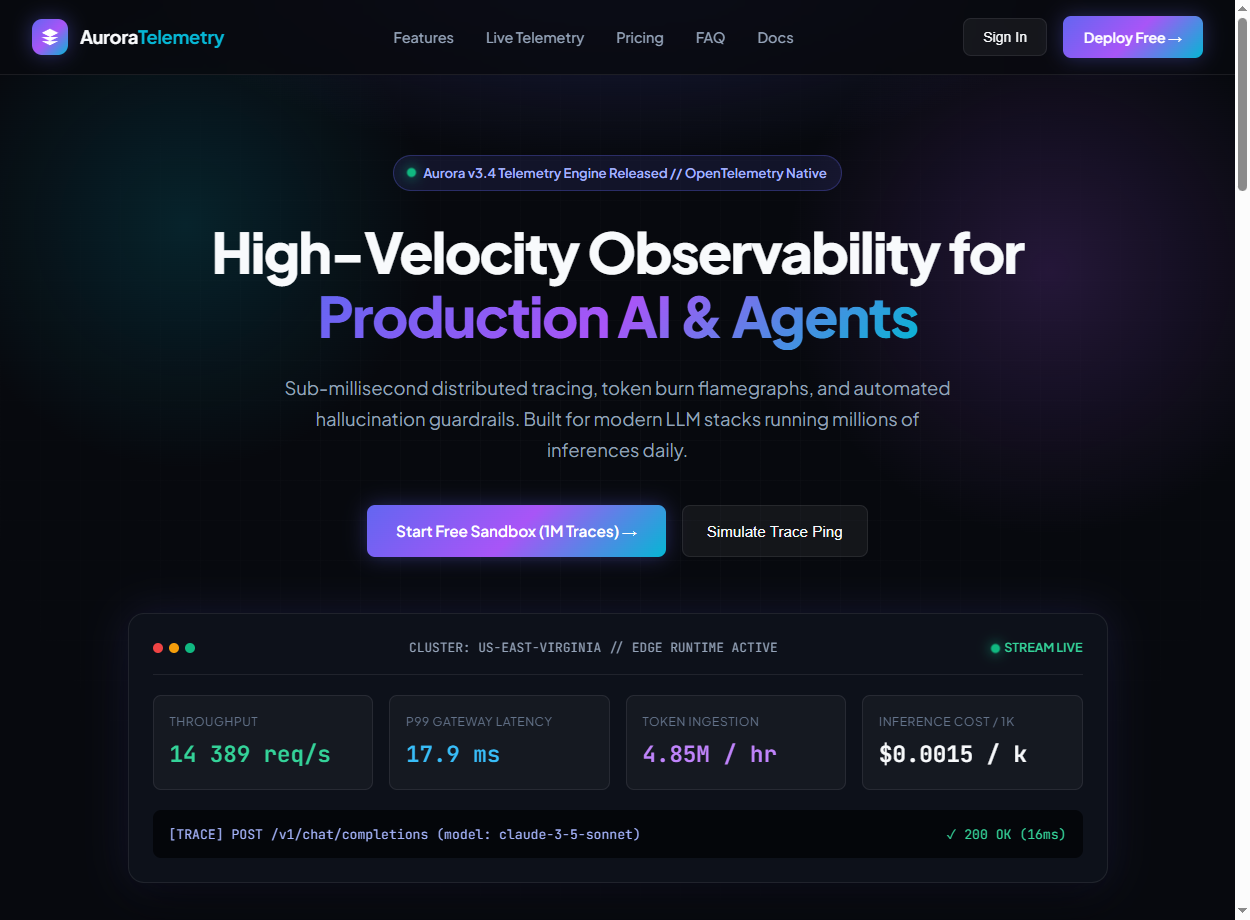 AuroraTelemetry
Features
Live Telemetry
Pricing
FAQ
Docs
Sign In
Deploy Free →
Aurora v3.4 Telemetry Engine Released // OpenTelemetry Native
High-Velocity Observability for
Production AI & Agents
Sub-millisecond distributed tracing, token burn flamegraphs, and automated
hallucination guardrails. Built for modern LLM stacks running millions of
inferences daily.
Start Free Sandbox (1M Traces) →
Simulate Trace Ping
CLUSTER: US-EAST-VIRGINIA // EDGE RUNTIME ACTIVE
STREAM LIVE
THROUGHPUT
14 389 req/s
P99 GATEWAY LATENCY
17.9 ms
TOKEN INGESTION
4.85M / hr
INFERENCE COST / 1K
$0.0015 / k
[TRACE] POST /v1/chat/completions (model: claude-3-5-sonnet)
✓ 200 OK (16ms)